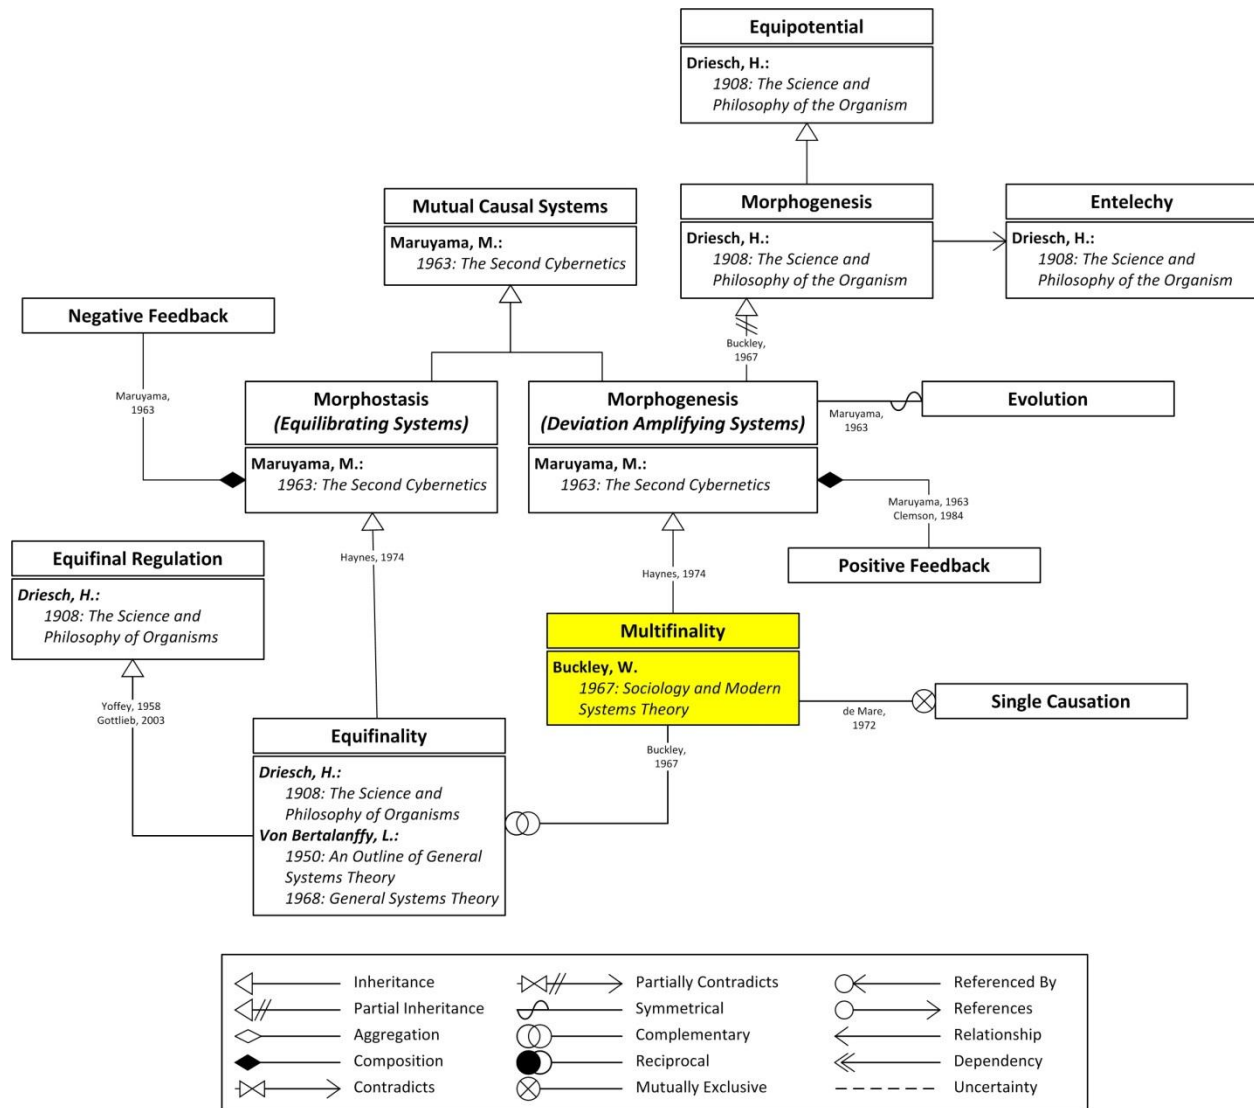 Equipotential
Driesch, H.:
1908: The Science and
Philosophy of the Organism
Mutual Causal Systems
Maruyama, M.:
1963: The Second Cybernetics
Morphogenesis
Driesch, H.:
1908: The Science and
Philosophy of the Organism
Entelechy
Driesch, H.:
1908: The Science and
Philosophy of the Organism
Negative Feedback
Buckley,
1967
Maruyama,
1963
Morphostasis
(Equilibrating Systems)
Maruyama, M.:
1963: The Second Cybernetics
Morphogenesis
(Deviation Amplifying Systems)
Maruyama, M.:
1963: The Second Cybernetics
Maruyama,
1963
Evolution
Maruyama, 1963
Clemson, 1984
Positive Feedback
Equifinal Regulation
Driesch, H.:
1908: The Science and
Philosophy of Organisms
Haynes, 1974
Haynes, 1974
Multifinality
Buckley, W.
1967: Sociology and Modern
Systems Theory
de Mare,
1972
Single Causation
Yoffey, 1958
Gottlieb, 2003
Buckley,
1967
Equifinality
Driesch, H.:
1908: The Science and
Philosophy of Organisms
Von Bertalanffy, L.:
1950: An Outline of General
Systems Theory
1968: General Systems Theory
Inheritance
Partial Inheritance
Aggregation
Composition
Contradicts
Partially Contradicts
Symmetrical
Complementary
Reciprocal
Mutually Exclusive
Referenced By
References
Relationship
Dependency
Uncertainty